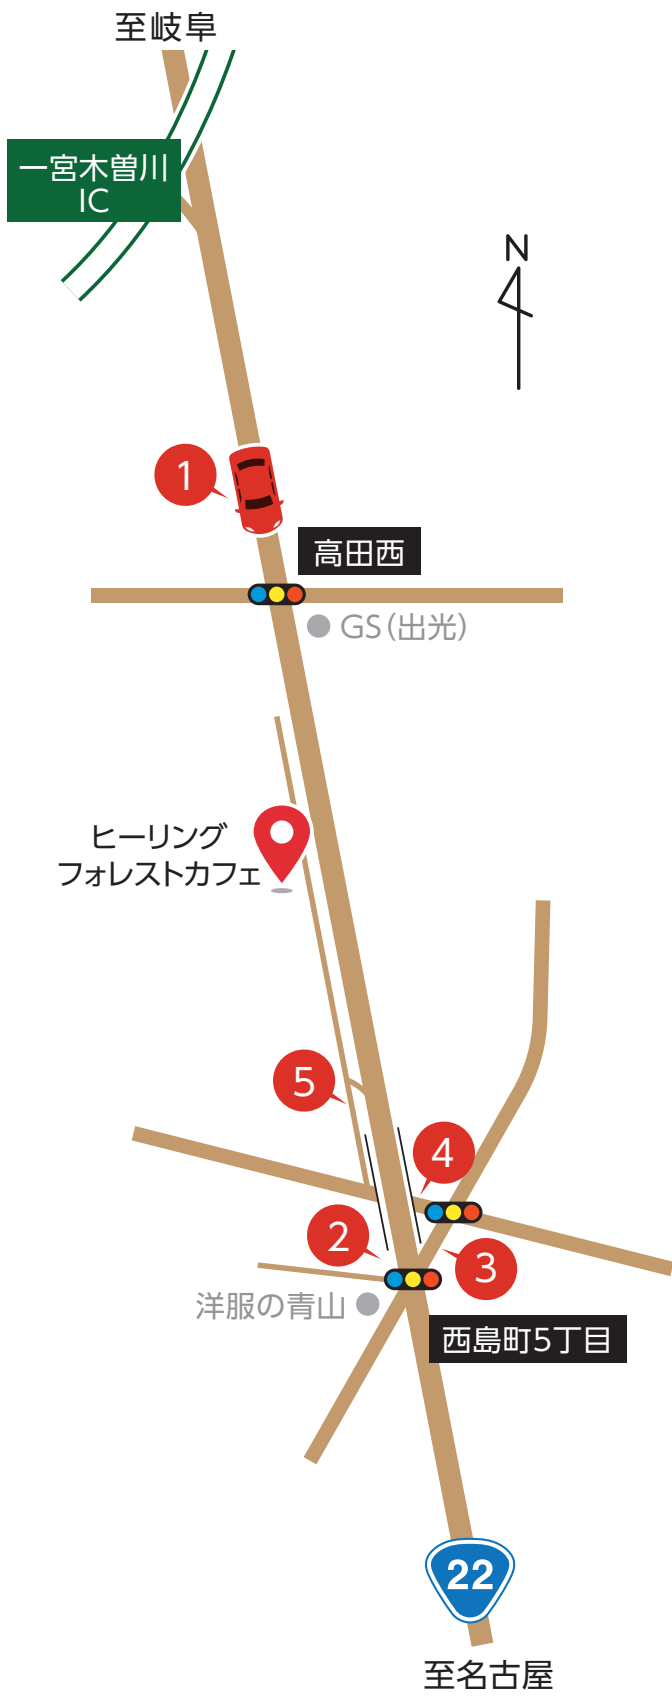 至岐阜
一宮木曽川
IC
N
1
高田西
GS(出光)
ヒーリング
フォレストカフェ
5
4
2
3
洋服の青山
西島町5丁目
22
至名古屋